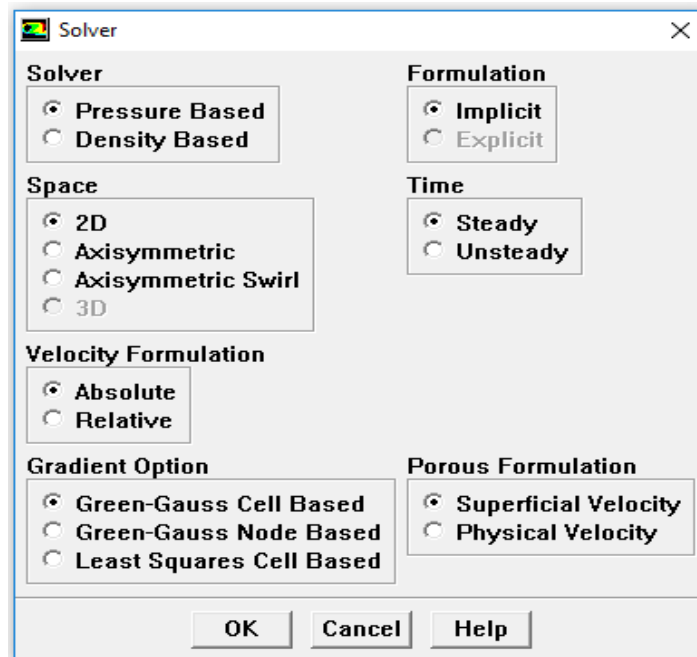 Solver
Solver
Pressure Based
Density Based
Formulation
Implicit
Explicit
Space
2D
Axisymmetric
Axisymmetric Swirl
3D
Time
Steady
Unsteady
Velocity Formulation
Absolute
Relative
Gradient Option
Green-Gauss Cell Based
Green-Gauss Node Based
Least Squares Cell Based
Porous Formulation
Superficial Velocity
Physical Velocity
OK
Cancel
Help